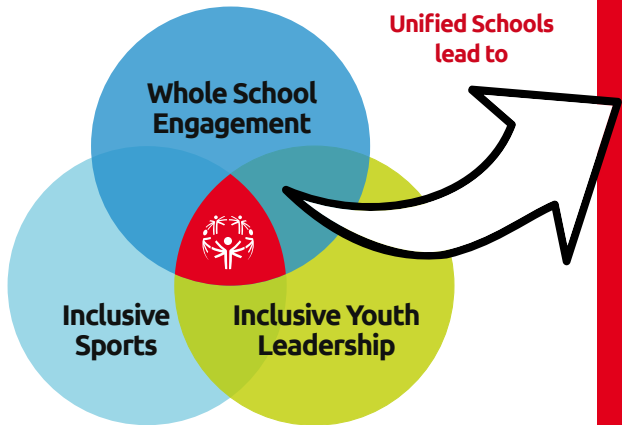 Unified Schools
lead to
Whole School
Engagement
Inclusive
Sports
Inclusive Youth
Leadership